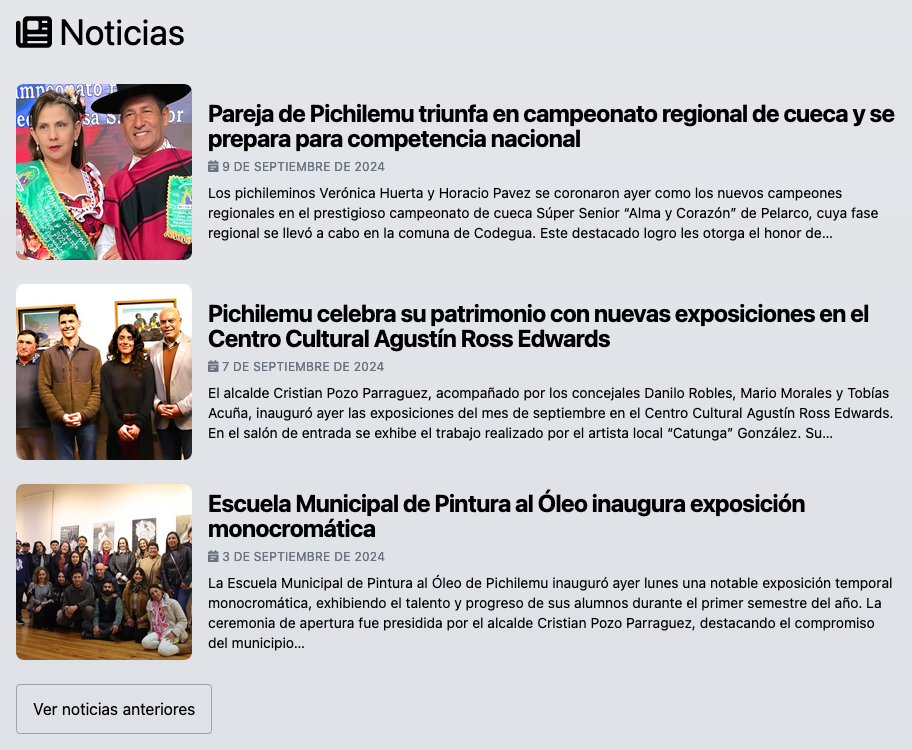 Noticias
Pareja de Pichilemu triunfa en campeonato regional de cueca y se
prepara para competencia nacional
9 DE SEPTIEMBRE DE 2024
Los pichileminos Verónica Huerta y Horacio Pavez se coronaron ayer como los nuevos campeones
regionales en el prestigioso campeonato de cueca Súper Senior “Alma y Corazón” de Pelarco, cuya fase
regional se llevó a cabo en la comuna de Codegua. Este destacado logro les otorga el honor de...
Pichilemu celebra su patrimonio con nuevas exposiciones en el
Centro Cultural Agustín Ross Edwards
7 DE SEPTIEMBRE DE 2024
El alcalde Cristian Pozo Parraguez, acompañado por los concejales Danilo Robles, Mario Morales y Tobías
Acuña, inauguró ayer las exposiciones del mes de septiembre en el Centro Cultural Agustín Ross Edwards.
En el salón de entrada se exhibe el trabajo realizado por el artista local “Catunga” González. Su...
Escuela Municipal de Pintura al Óleo inaugura exposición
monocromática
3 DE SEPTIEMBRE DE 2024
La Escuela Municipal de Pintura al Óleo de Pichilemu inauguró ayer lunes una notable exposición temporal
monocromática, exhibiendo el talento y progreso de sus alumnos durante el primer semestre del año. La
ceremonia de apertura fue presidida por el alcalde Cristian Pozo Parraguez, destacando el compromiso
del municipio...
Ver noticias anteriores